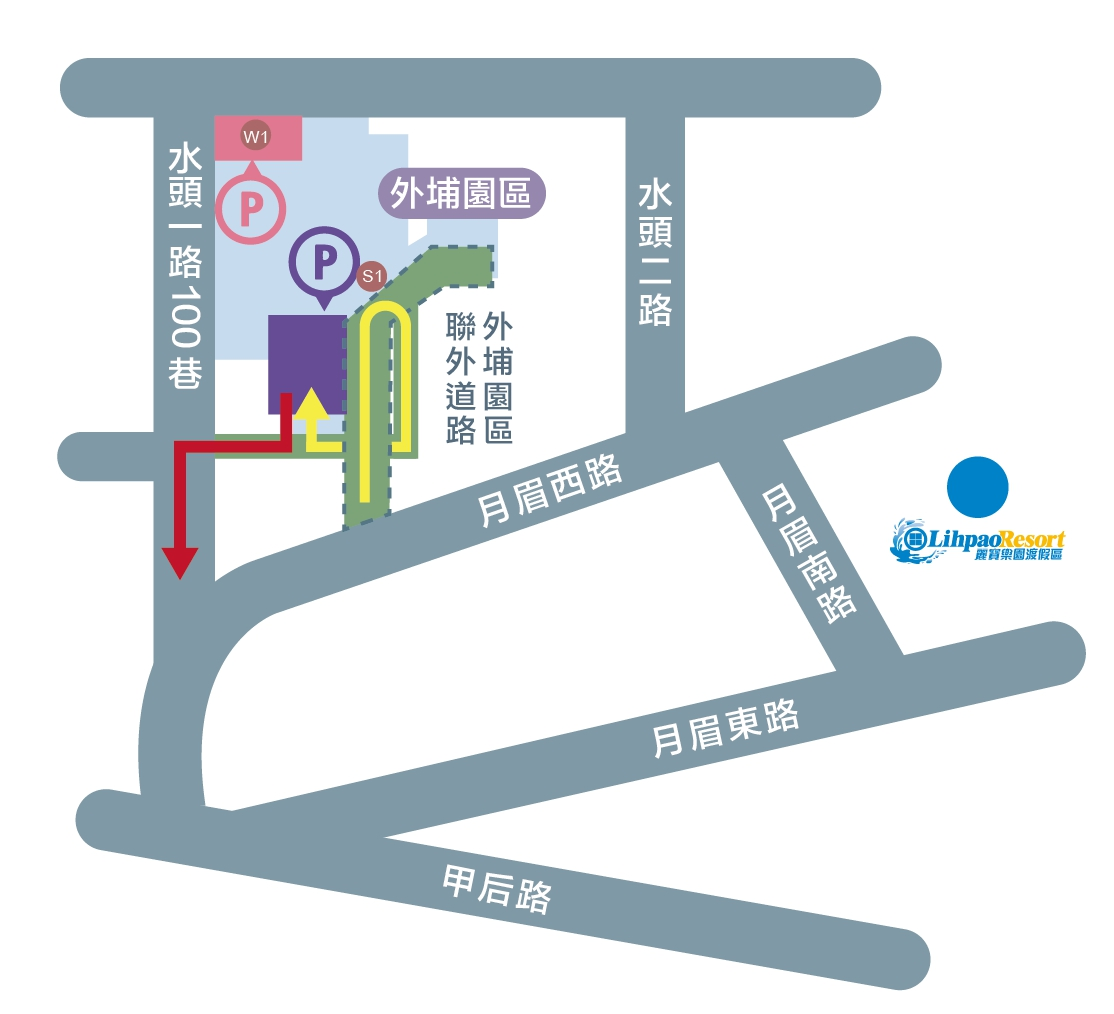 W1
P
外埔園區
P
S1
水頭一路100巷
水頭二路
外埔園區
聯外道路
月眉西路
月眉南路
LihpaoResort
麗寶樂園渡假區
月眉東路
甲后路